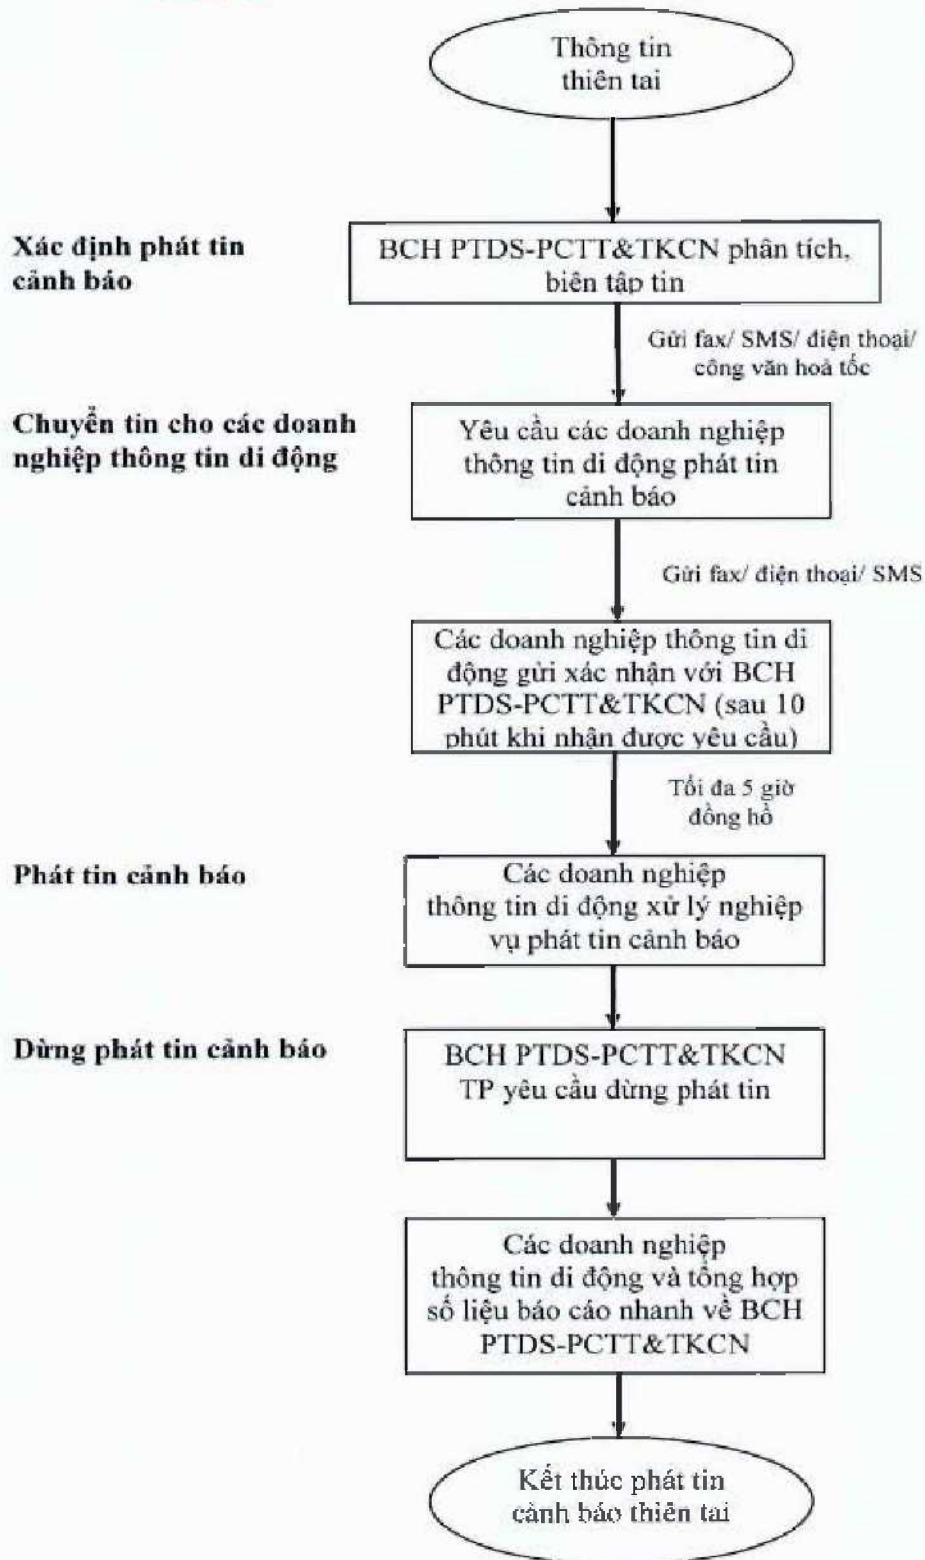 Thông tin
thiên tai
Xác định phát tin
cảnh báo
BCH PTDS-PCTT&TKCN phân tích,
biên tập tin
Gửi fax/ SMS/ điện thoại/
công văn hoả tốc
Chuyển tin cho các doanh
nghiệp thông tin di động
Yêu cầu các doanh nghiệp
thông tin di động phát tin
cảnh báo
Gửi fax/ điện thoại/ SMS
Các doanh nghiệp thông tin di
động gửi xác nhận với BCH
PTDS-PCTT&TKCN (sau 10
phút khi nhận được yêu cầu)
Tối đa 5 giờ
đồng hồ
Phát tin cảnh báo
Các doanh nghiệp
thông tin di động xử lý nghiệp
vụ phát tin cảnh báo
Dừng phát tin cảnh báo
BCH PTDS-PCTT&TKCN
TP yêu cầu dừng phát tin
Các doanh nghiệp
thông tin di động và tổng hợp
số liệu báo cáo nhanh về BCH
PTDS-PCTT&TKCN
Kết thúc phát tin
cảnh báo thiên tai